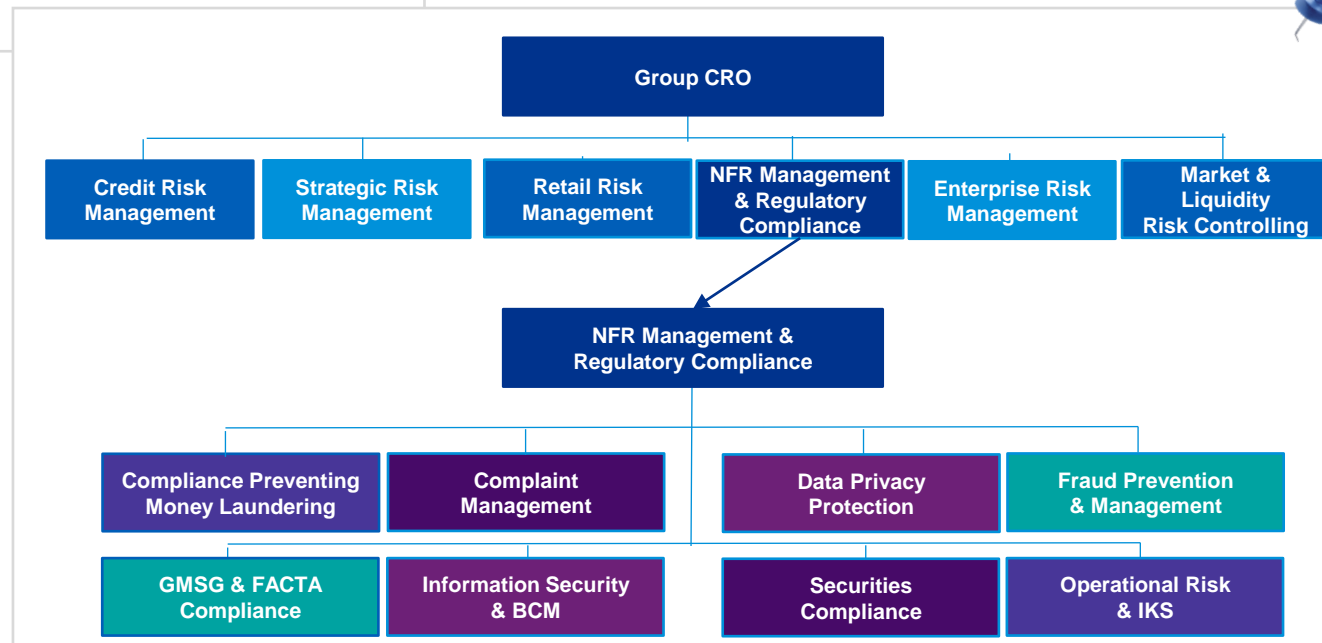 Group CRO
Credit Risk
Management
Strategic Risk
Management
Retail Risk
Management
NFR Management
& Regulatory
Compliance
Enterprise Risk
Management
Market &
Liquidity
Risk Controlling
NFR Management &
Regulatory Compliance
Compliance Preventing
Money Laundering
Complaint
Management
Data Privacy
Protection
Fraud Prevention
& Management
GMSG & FACTA
Compliance
Information Security
& BCM
Securities
Compliance
Operational Risk
& IKS